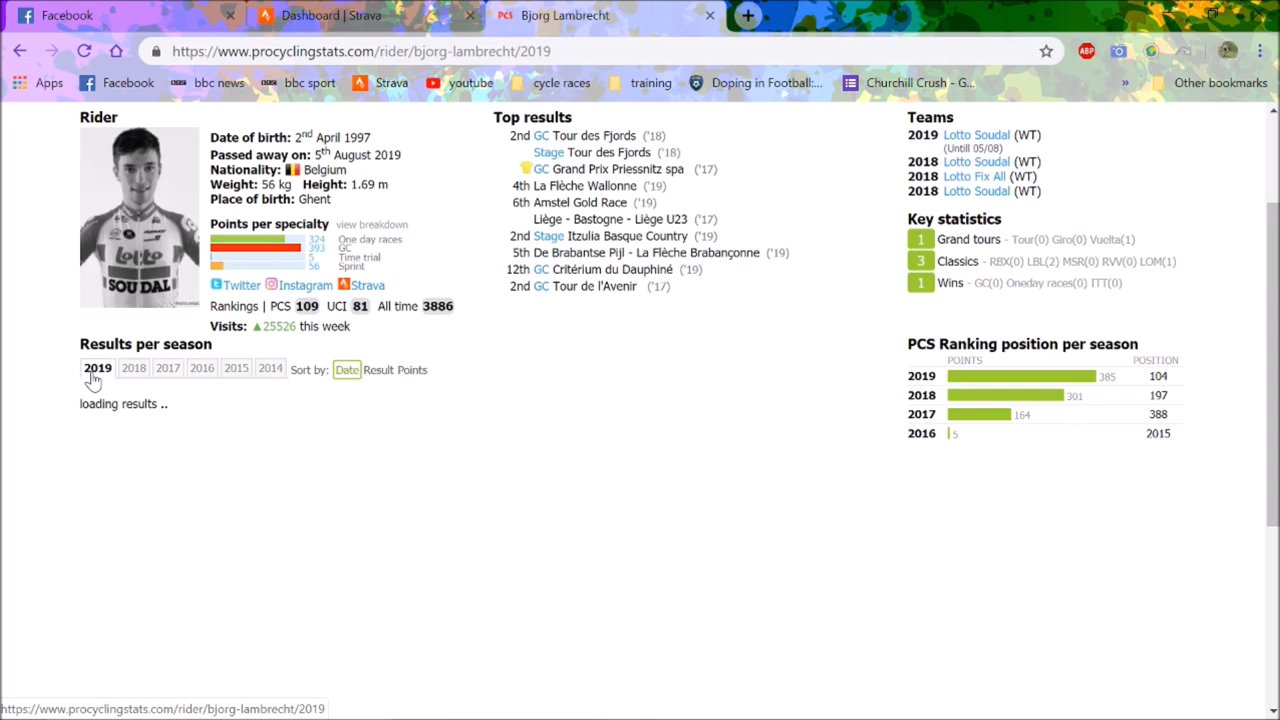 Facebook
Dashboard | Strava
PCS Bjorg Lambrecht
https://www.procyclingstats.com/rider/bjorg-lambrecht/2019
ABP
Apps Facebook BBC bbc news BBC bbc sport Strava youtube cycle races training Doping in Football:... Churchill Crush - G... » Other bookmarks
Rider
Date of birth: 2nd April 1997
Passed away on: 5th August 2019
Nationality: Belgium
Weight: 56 kg Height: 1.69 m
Place of birth: Ghent
Points per specialty view breakdown
324 One day races
393 GC
5 Time trial
56 Sprint
Twitter Instagram Strava
Rankings | PCS 109 UCI 81 All time 3886
Visits: ▲25526 this week
lotto
SOUDAL
Top results
2nd GC Tour des Fjords ('18)
Stage Tour des Fjords ('18)
GC Grand Prix Priessnitz spa ('17)
4th La Flèche Wallonne ('19)
6th Amstel Gold Race ('19)
Liège - Bastogne - Liège U23 ('17)
2nd Stage Itzulia Basque Country ('19)
5th De Brabantse Pijl - La Flèche Brabançonne ('19)
12th GC Critérium du Dauphiné ('19)
2nd GC Tour de l'Avenir ('17)
Teams
2019 Lotto Soudal (WT)
(Untill 05/08)
2018 Lotto Soudal (WT)
2018 Lotto Fix All (WT)
2018 Lotto Soudal (WT)
Key statistics
1 Grand tours - Tour(0) Giro(0) Vuelta(1)
3 Classics - RBX(0) LBL(2) MSR(0) RVV(0) LOM(1)
1 Wins - GC(0) Oneday races(0) ITT(0)
Results per season
2019 2018 2017 2016 2015 2014 Sort by: Date Result Points
loading results ..
PCS Ranking position per season
POINTS POSITION
2019 385 104
2018 301 197
2017 164 388
2016 5 2015
https://www.procyclingstats.com/rider/bjorg-lambrecht/2019